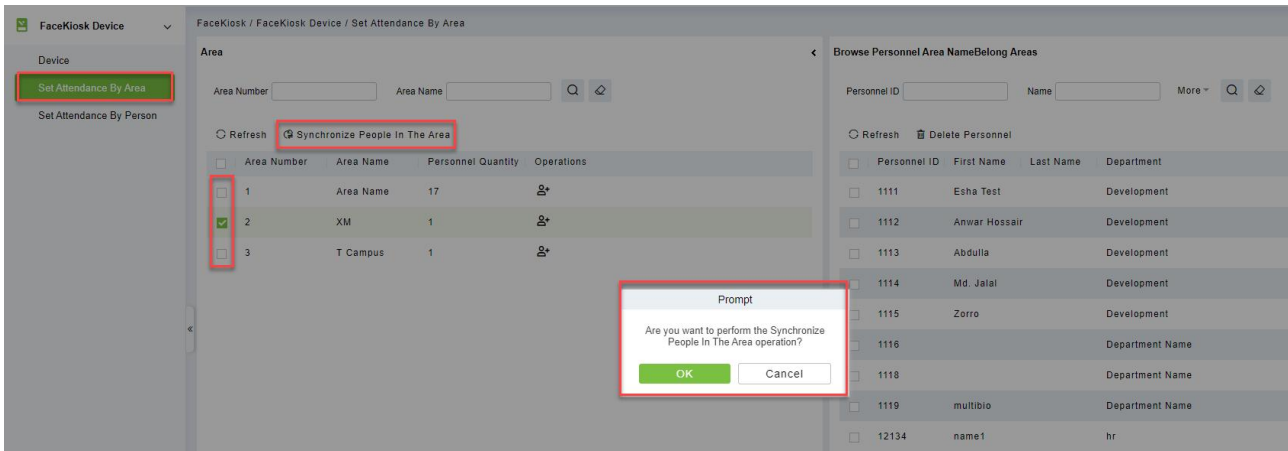 FaceKiosk Device
Device
Set Attendance By Area
Set Attendance By Person
FaceKiosk / FaceKiosk Device / Set Attendance By Area
Area
Area Number
Area Name
Refresh
Synchronize People In The Area
Area Number Area Name Personnel Quantity Operations
1 Area Name 17
2 XM 1
3 T Campus 1
Browse Personnel Area NameBelong Areas
Personnel ID
Name
More
Refresh
Delete Personnel
Personnel ID First Name Last Name Department
1111 Esha Test Development
1112 Anwar Hossair Development
1113 Abdulla Development
1114 Md. Jalal Development
1115 Zorro Development
1116 Department Name
1118 Department Name
1119 multibio Department Name
12134 name1 hr
Prompt
Are you want to perform the Synchronize
People In The Area operation?
OK
Cancel